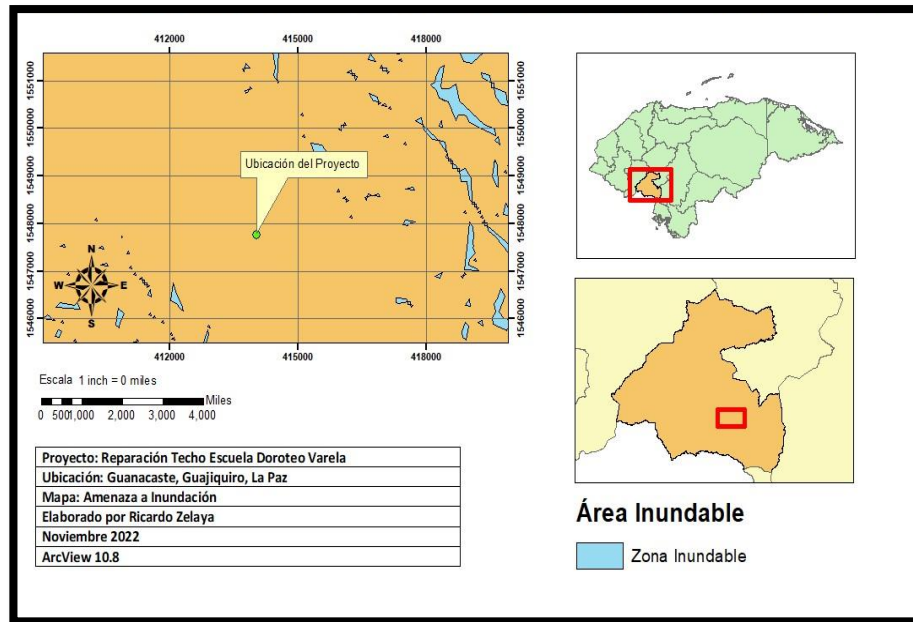 412000 415000 418000
1551000 1551000
1550000 1550000
1549000 1549000
1548000 1548000
1547000 1547000
1546000 1546000
Ubicación del Proyecto
N
W E
S
412000 415000 418000
Escala 1 inch = 0 miles
Miles
0 5001,000 2,000 3,000 4,000
Proyecto: Reparación Techo Escuela Doroteo Varela
Ubicación: Guanacaste, Guajiquiro, La Paz
Mapa: Amenaza a Inundación
Elaborado por Ricardo Zelaya
Noviembre 2022
ArcView 10.8
Área Inundable
Zona Inundable